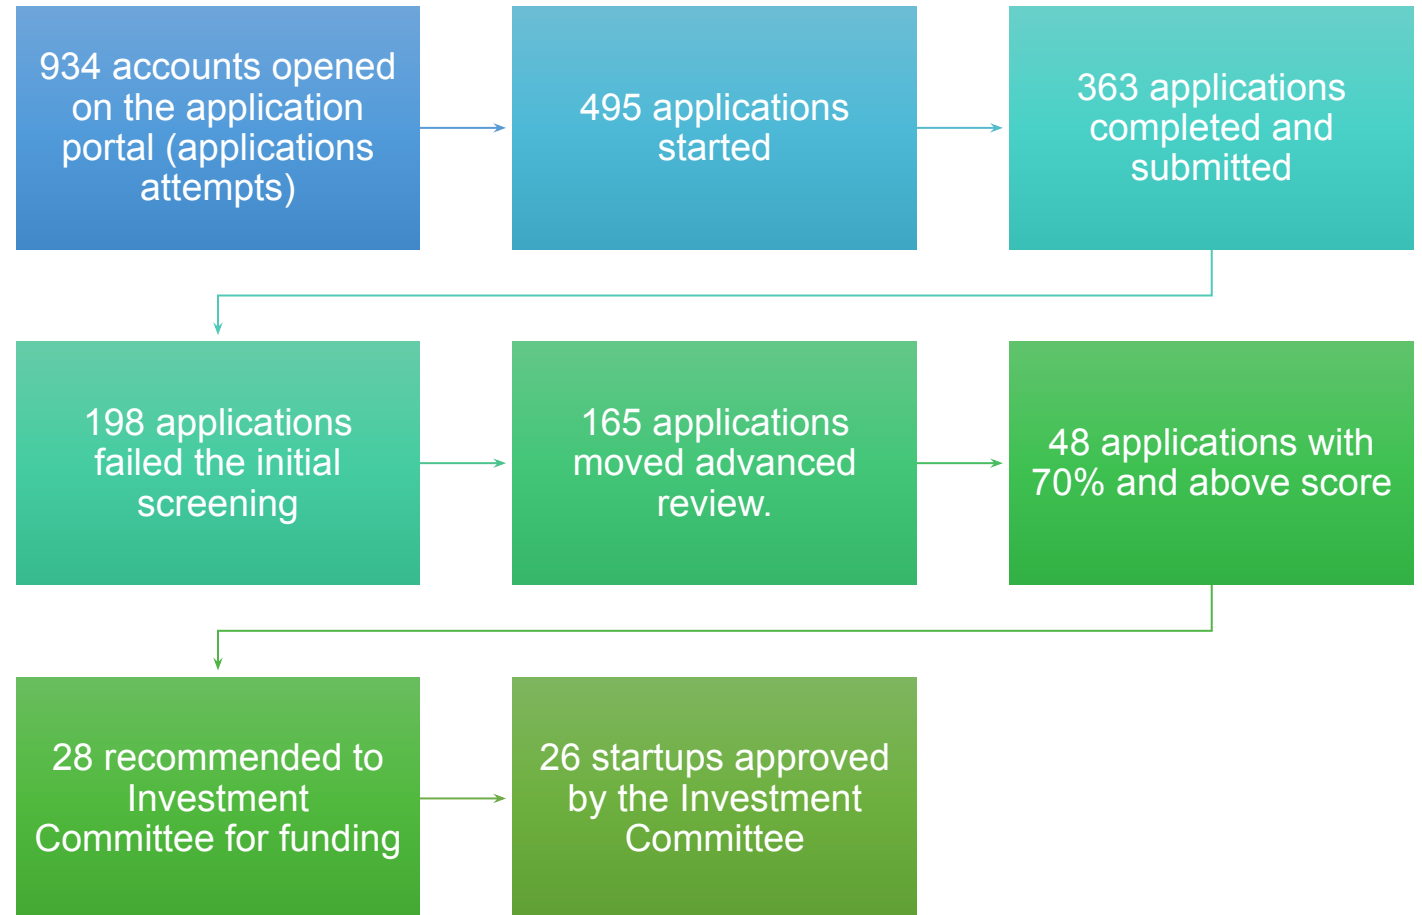 934 accounts opened
on the application
portal (applications
attempts)
495 applications
started
363 applications
completed and
submitted
198 applications
failed the initial
screening
165 applications
moved advanced
review.
48 applications with
70% and above score
28 recommended to
Investment
Committee for funding
26 startups approved
by the Investment
Committee